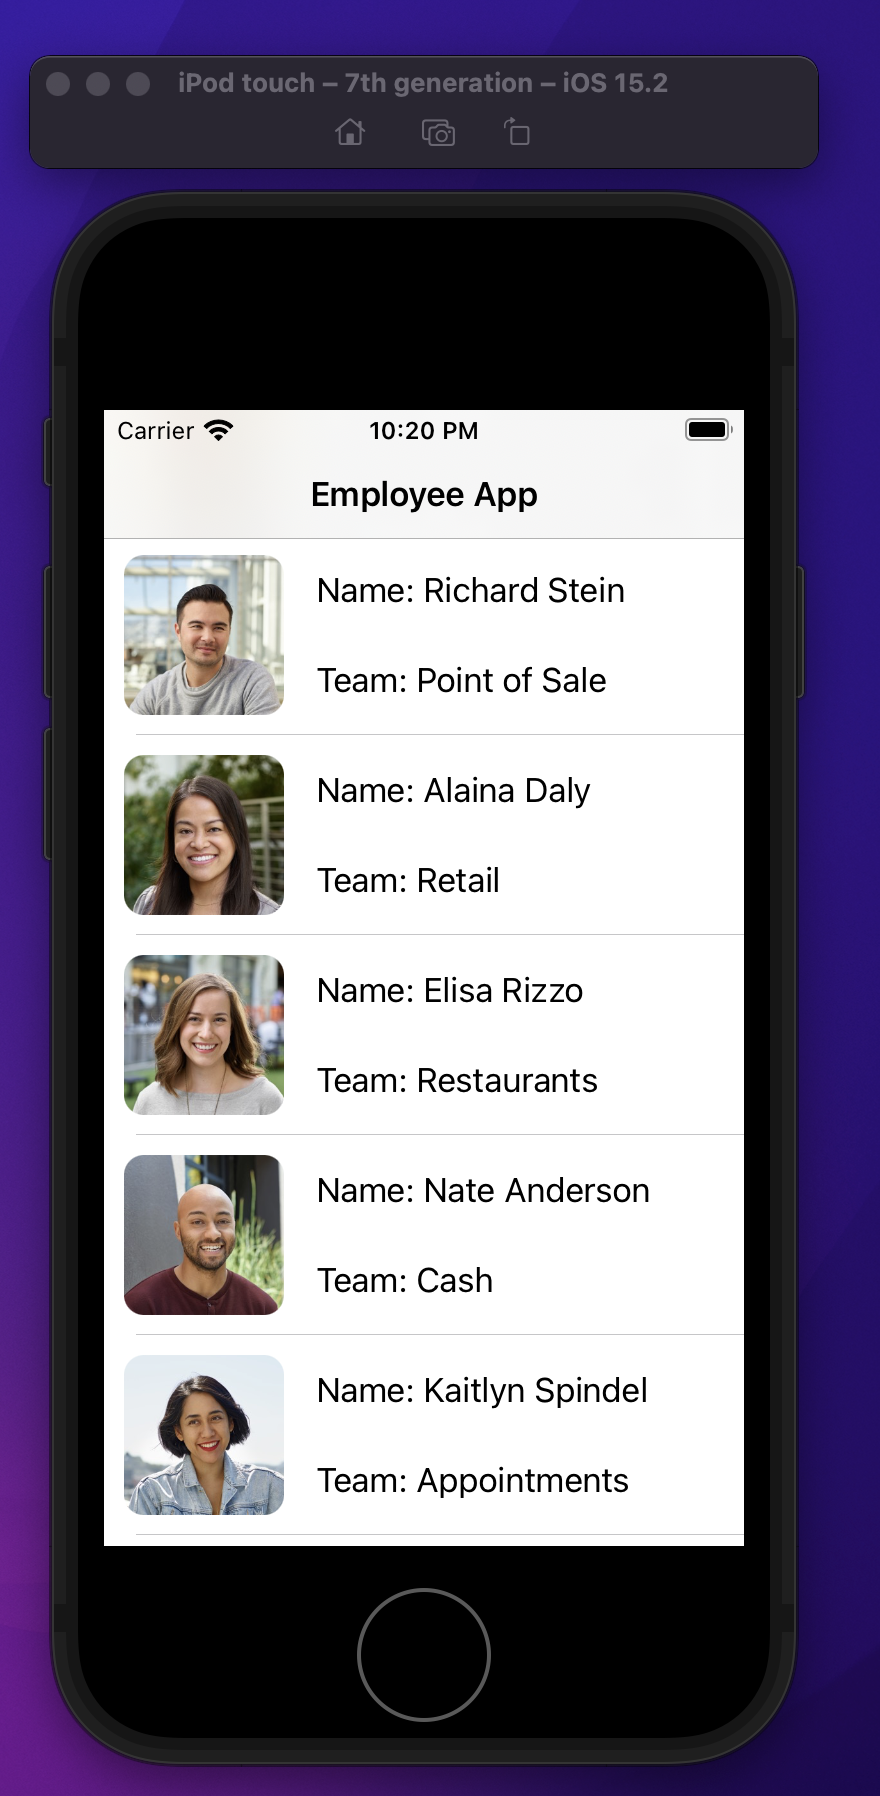 iPod touch – 7th generation – iOS 15.2
Carrier 10:20 PM
Employee App
Name: Richard Stein
Team: Point of Sale
Name: Alaina Daly
Team: Retail
Name: Elisa Rizzo
Team: Restaurants
Name: Nate Anderson
Team: Cash
Name: Kaitlyn Spindel
Team: Appointments